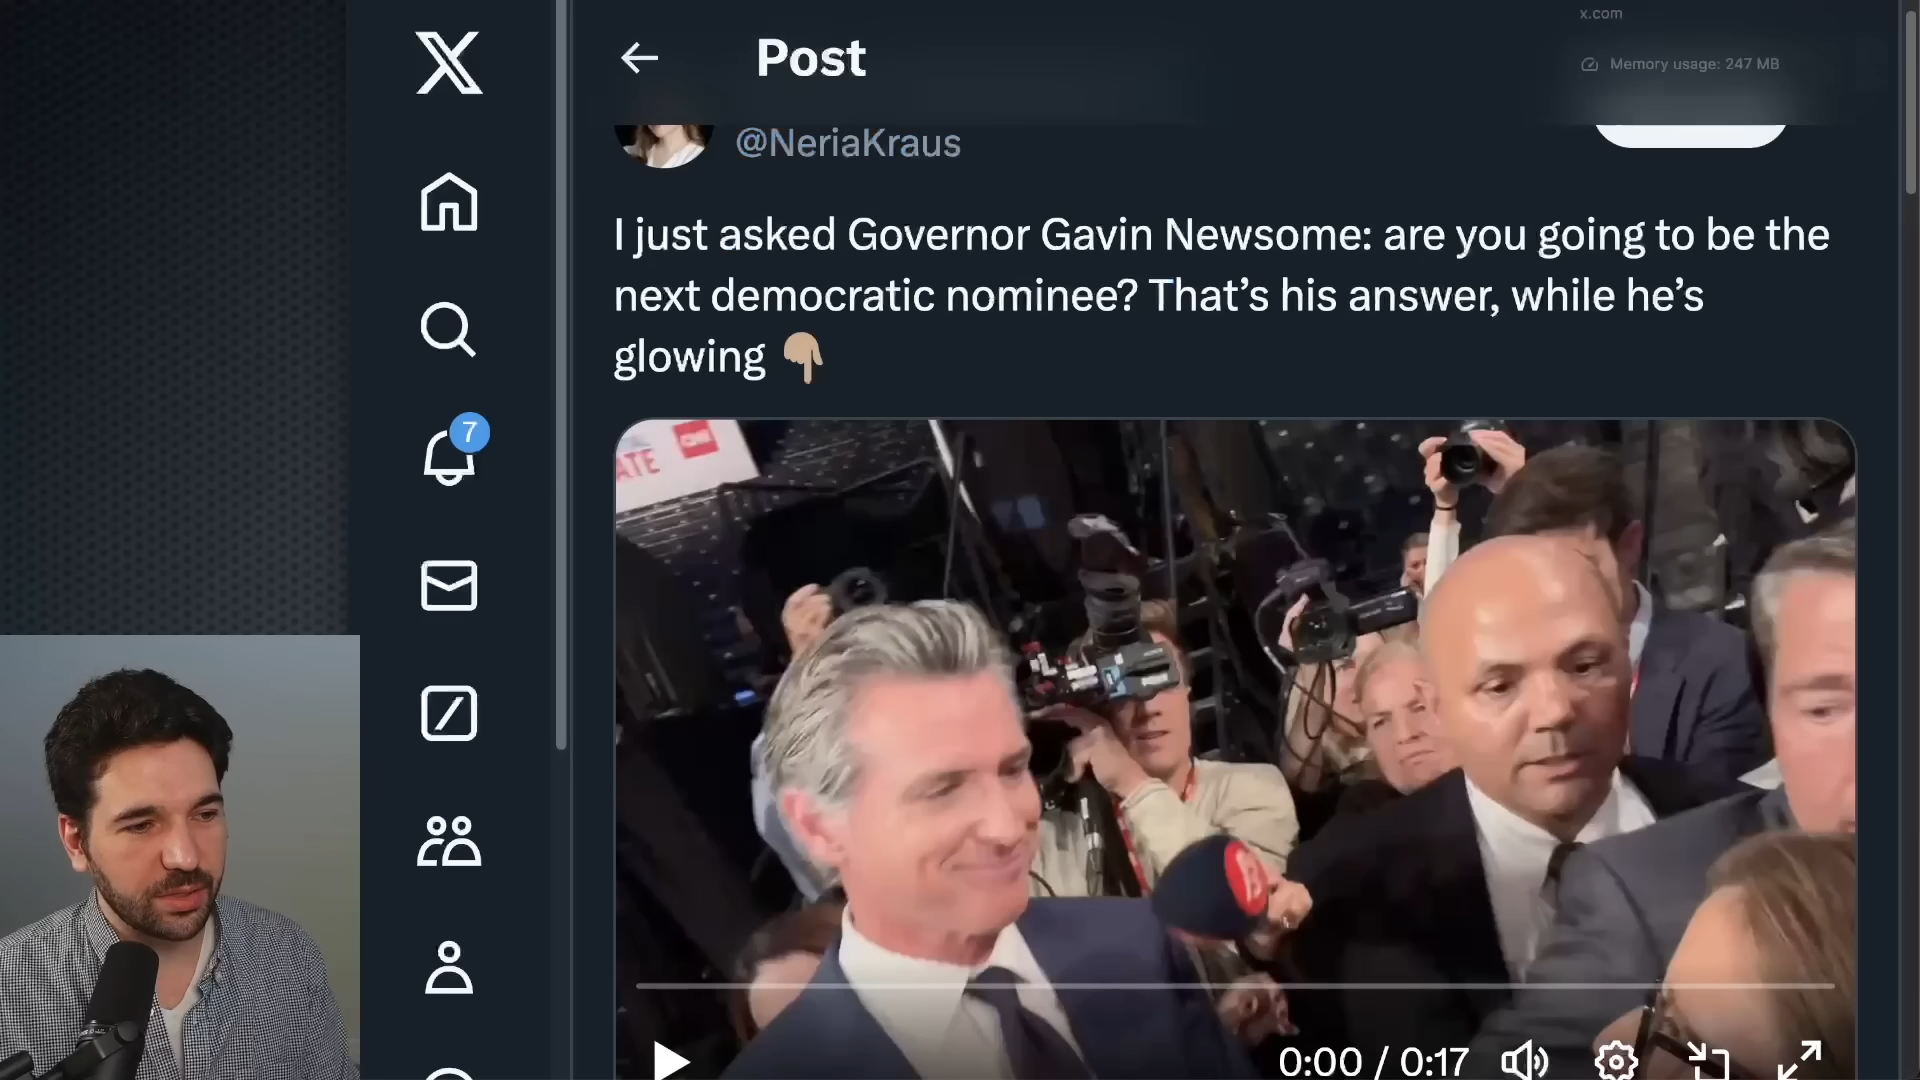 x.com
Post
Memory usage: 247 MB
@NeriaKraus
I just asked Governor Gavin Newsome: are you going to be the
next democratic nominee? That’s his answer, while he’s
glowing
7
ATE
CNN
0:00 / 0:17